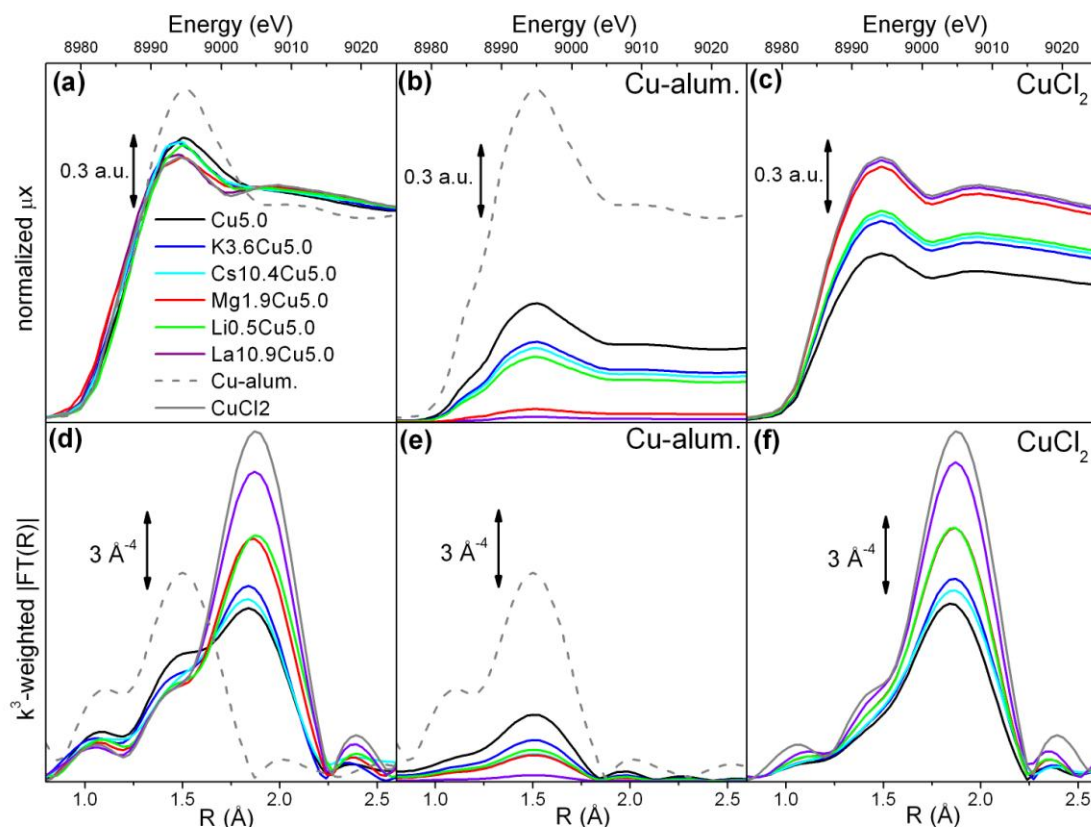 Energy (eV) Energy (eV) Energy (eV)
8980 8990 9000 9010 9020 8980 8990 9000 9010 9020 8980 8990 9000 9010 9020
(a) (b) Cu-alum. (c) CuCl₂
0.3 a.u. 0.3 a.u. 0.3 a.u.
normalized μx
Cu5.0
K3.6Cu5.0
Cs10.4Cu5.0
Mg1.9Cu5.0
Li0.5Cu5.0
La10.9Cu5.0
Cu-alum.
CuCl2
(d) (e) Cu-alum. (f) CuCl₂
3 Å⁻⁴ 3 Å⁻⁴ 3 Å⁻⁴
k³-weighted |FT(R)|
1.0 1.5 2.0 2.5 1.0 1.5 2.0 2.5 1.0 1.5 2.0 2.5
R (Å) R (Å) R (Å)